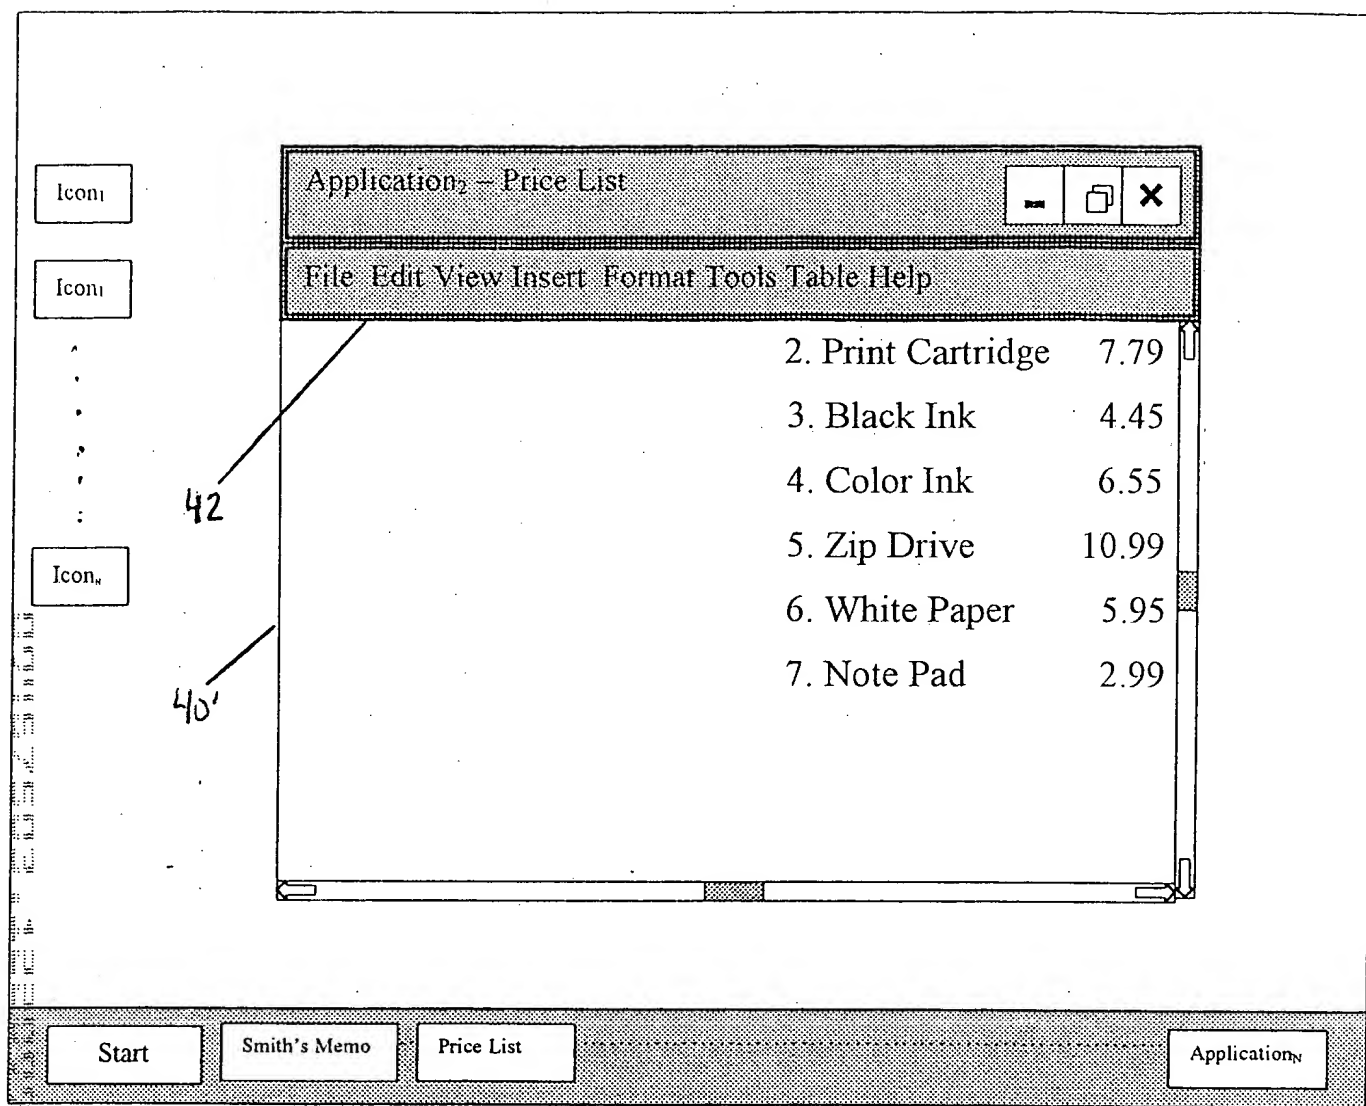 Application₂ – Price List
Icon₁
File Edit View Insert Format Tools Table Help
Icon₁
2. Print Cartridge 7.79
3. Black Ink 4.45
4. Color Ink 6.55
42
5. Zip Drive 10.99
Iconₙ
6. White Paper 5.95
7. Note Pad 2.99
40'
Start
Smith's Memo
Price List
Applicationₙ